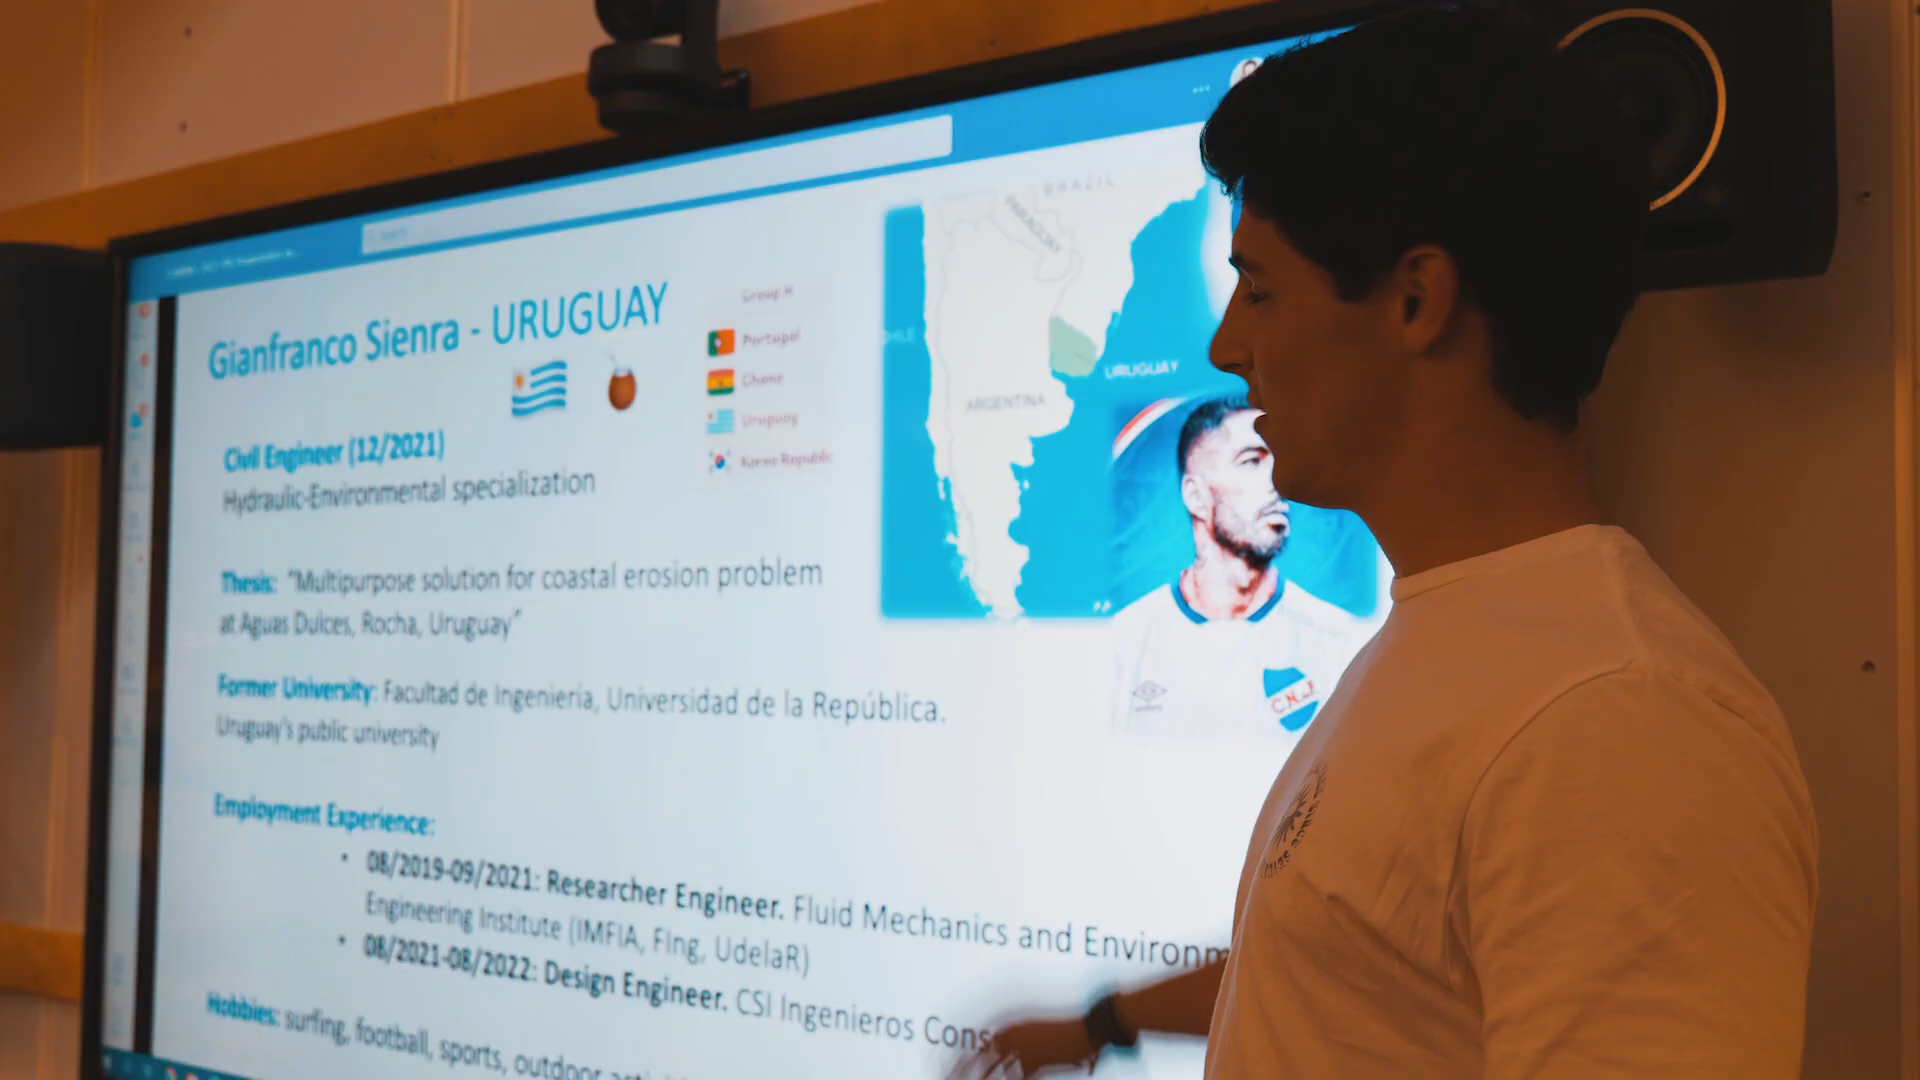 Search
Gianfranco Sienra - URUGUAY
Group H
Portugal
Ghana
Uruguay
Korea Republic
BRAZIL
PARAGUAY
CHILE
URUGUAY
ARGENTINA
Civil Engineer (12/2021)
Hydraulic-Environmental specialization
Thesis: "Multipurpose solution for coastal erosion problem
at Aguas Dulces, Rocha, Uruguay"
Former University: Facultad de Ingeniería, Universidad de la República.
Uruguay's public university
C.N. de F.
Employment Experience:
• 08/2019-09/2021: Researcher Engineer. Fluid Mechanics and Environm
Engineering Institute (IMFIA, FIng, UdelaR)
• 08/2021-08/2022: Design Engineer. CSI Ingenieros Cons
Hobbies: surfing, football, sports, outdoor